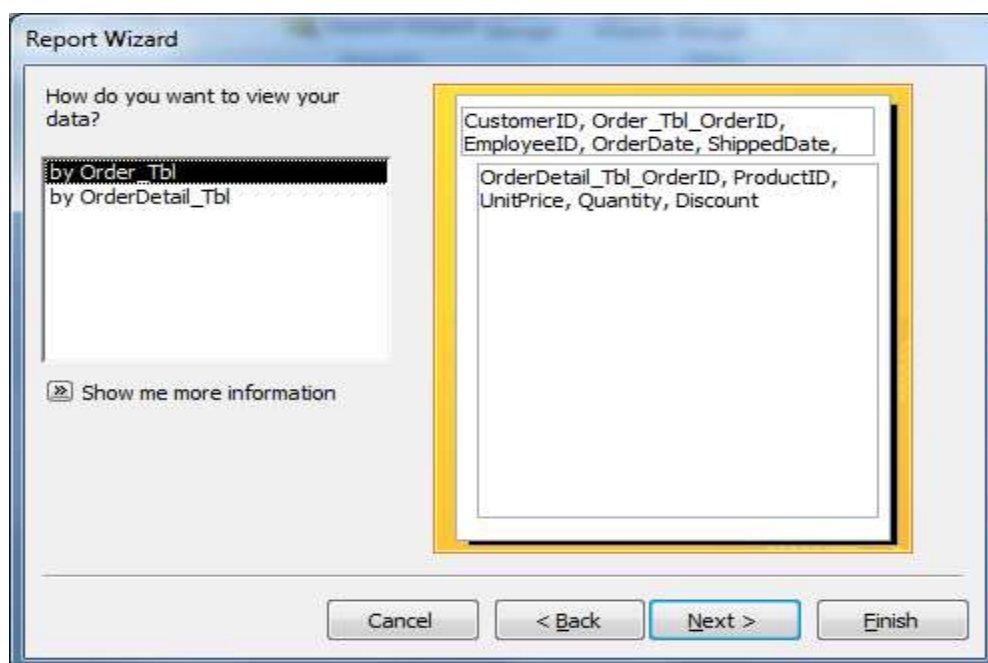 Report Wizard
How do you want to view your
data?
by Order_Tbl
by OrderDetail_Tbl
Show me more information
CustomerID, Order_Tbl_OrderID,
EmployeeID, OrderDate, ShippedDate,
OrderDetail_Tbl_OrderID, ProductID,
UnitPrice, Quantity, Discount
Cancel
< Back
Next >
Finish